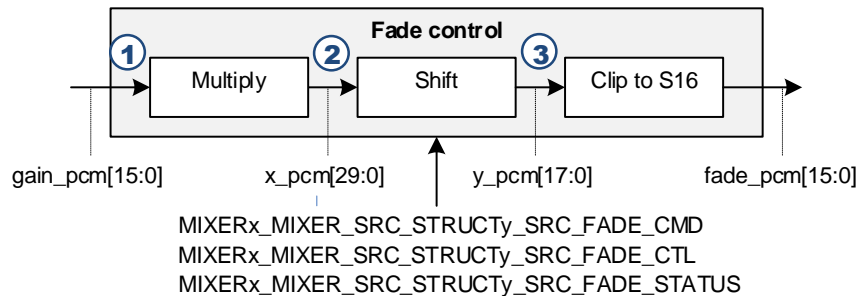 Fade control
1 2 3
Multiply Shift Clip to S16
gain_pcm[15:0] x_pcm[29:0] y_pcm[17:0] fade_pcm[15:0]
MIXERx_MIXER_SRC_STRUCTy_SRC_FADE_CMD
MIXERx_MIXER_SRC_STRUCTy_SRC_FADE_CTL
MIXERx_MIXER_SRC_STRUCTy_SRC_FADE_STATUS